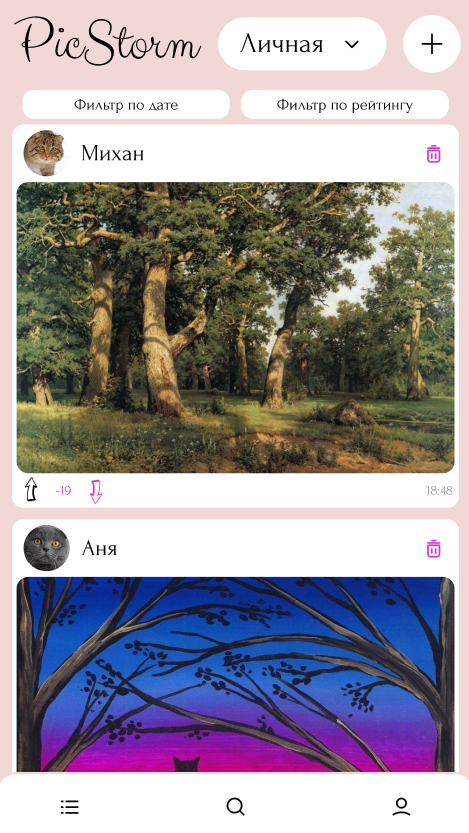 PicStorm
Личная
Фильтр по дате
Фильтр по рейтингу
Михан
-19
18:48
Аня